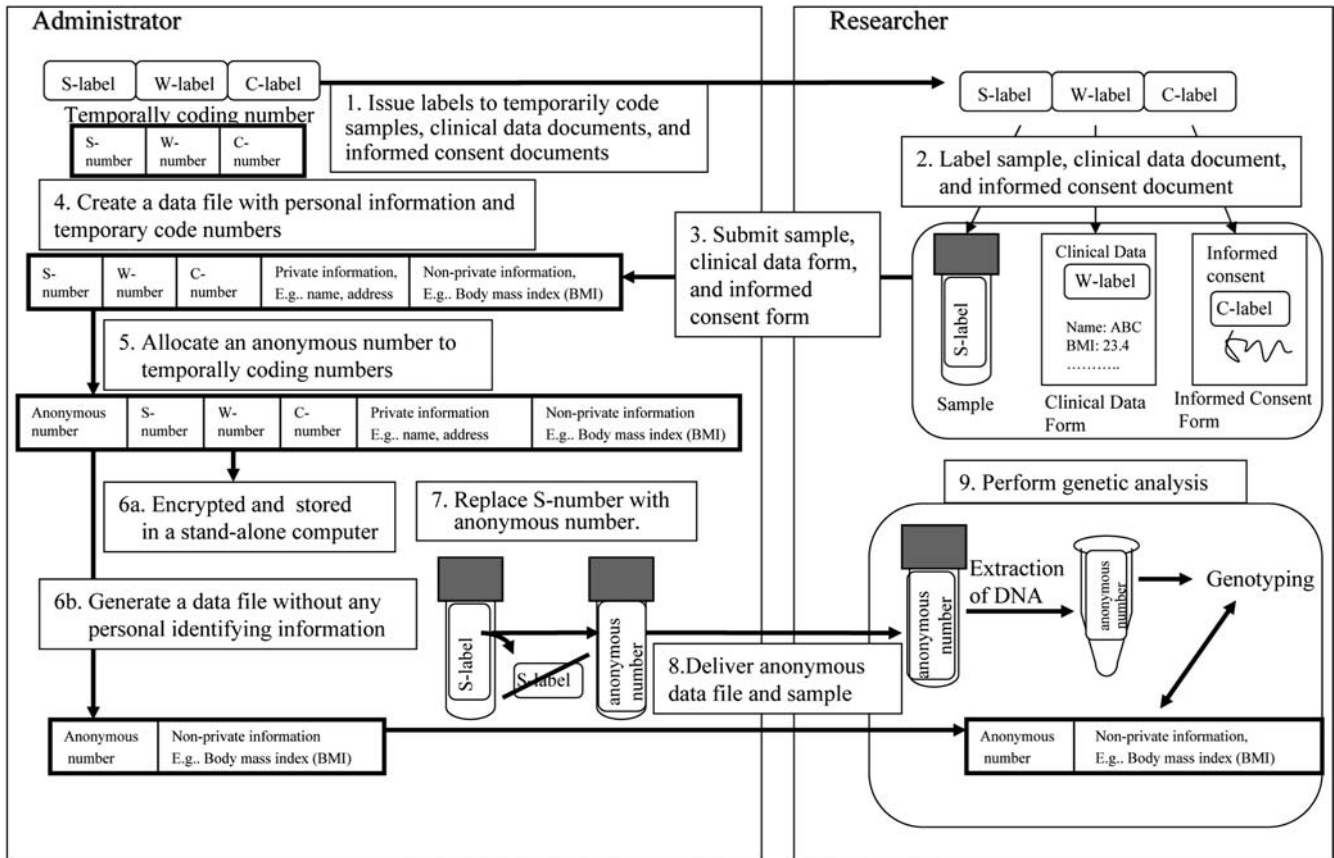 Administrator
Researcher
S-label
W-label
C-label
Temporally coding number
S-
number
W-
number
C-
number
1. Issue labels to temporarily code
samples, clinical data documents, and
informed consent documents
S-label
W-label
C-label
2. Label sample, clinical data document,
and informed consent document
4. Create a data file with personal information and
temporary code numbers
3. Submit sample,
clinical data form,
and informed
consent form
S-
number
W-
number
C-
number
Private information,
E.g.. name, address
Non-private information,
E.g.. Body mass index (BMI)
S-label
Sample
Clinical Data
W-label
Name: ABC
BMI: 23.4
………..
Clinical Data
Form
Informed
consent
C-label
Informed Consent
Form
5. Allocate an anonymous number to
temporally coding numbers
Anonymous
number
S-
number
W-
number
C-
number
Private information
E.g.. name, address
Non-private information
E.g.. Body mass index (BMI)
6a. Encrypted and stored
in a stand-alone computer
7. Replace S-number with
anonymous number.
9. Perform genetic analysis
6b. Generate a data file without any
personal identifying information
S-label
S-label
anonymous
number
8.Deliver anonymous
data file and sample
anonymous number
Extraction
of DNA
anonymous
number
Genotyping
Anonymous
number
Non-private information
E.g.. Body mass index (BMI)
Anonymous
number
Non-private information,
E.g.. Body mass index (BMI)